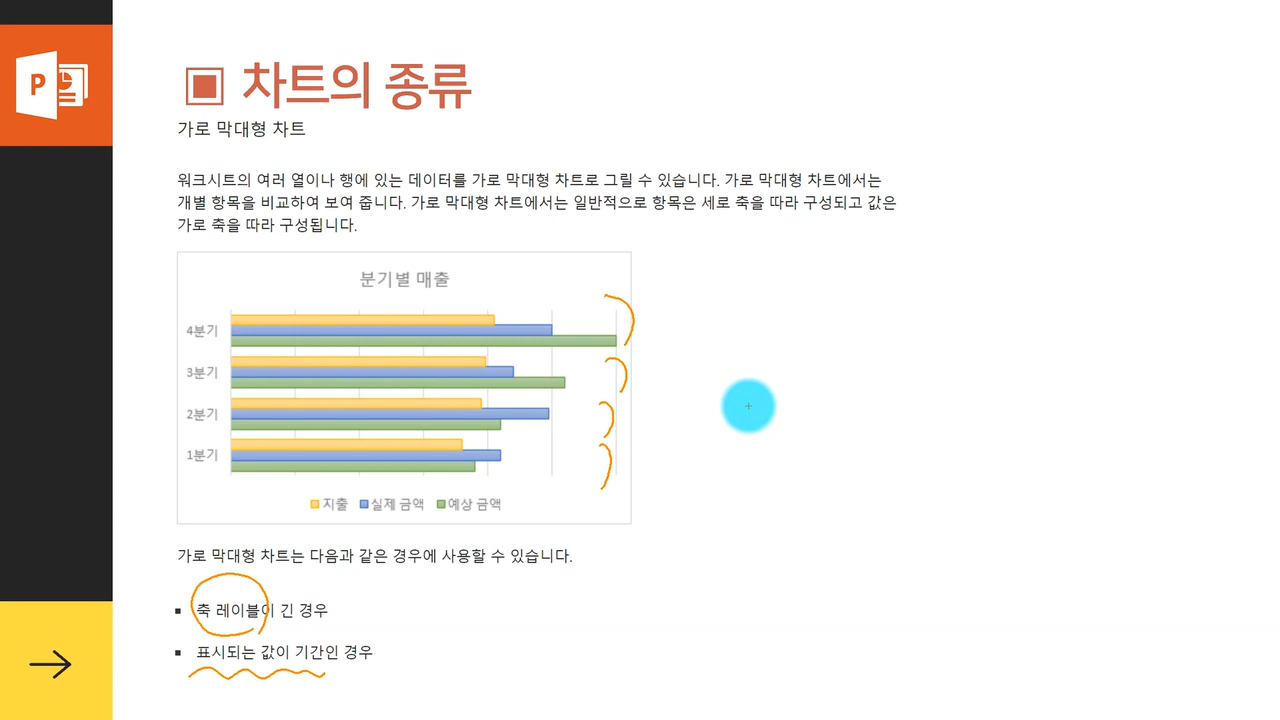 P
차트의 종류
가로 막대형 차트
워크시트의 여러 열이나 행에 있는 데이터를 가로 막대형 차트로 그릴 수 있습니다. 가로 막대형 차트에서는
개별 항목을 비교하여 보여 줍니다. 가로 막대형 차트에서는 일반적으로 항목은 세로 축을 따라 구성되고 값은
가로 축을 따라 구성됩니다.
분기별 매출
4분기
3분기
2분기
1분기
지출 실제 금액 예상 금액
가로 막대형 차트는 다음과 같은 경우에 사용할 수 있습니다.
▪ 축 레이블이 긴 경우
▪ 표시되는 값이 기간인 경우